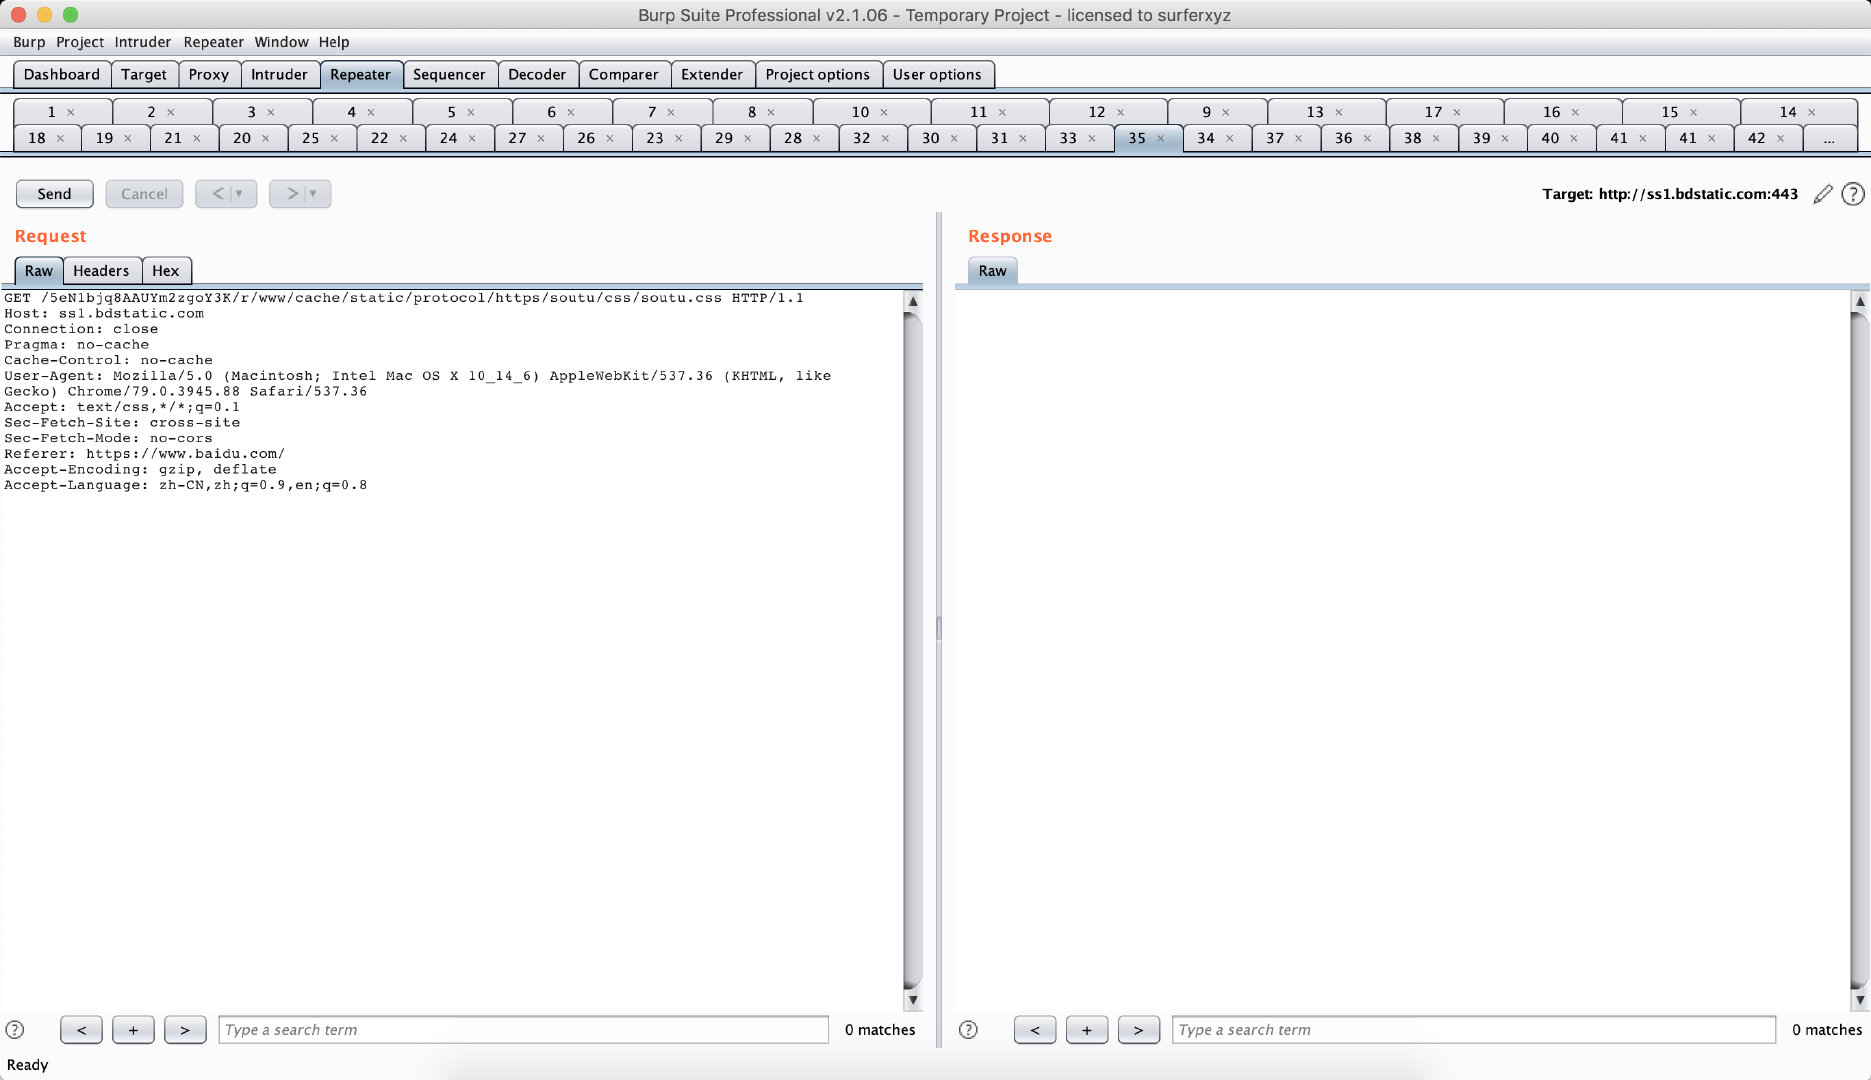 Burp Suite Professional v2.1.06 - Temporary Project - licensed to surferxyz
Burp Project Intruder Repeater Window Help
Dashboard Target Proxy Intruder Repeater Sequencer Decoder Comparer Extender Project options User options
1 × 2 × 3 × 4 × 5 × 6 × 7 × 8 × 10 × 11 × 12 × 9 × 13 × 17 × 16 × 15 × 14 ×
18 × 19 × 21 × 20 × 25 × 22 × 24 × 27 × 26 × 23 × 29 × 28 × 32 × 30 × 31 × 33 × 35 × 34 × 37 × 36 × 38 × 39 × 40 × 41 × 41 × 42 × ...
Send Cancel < > Target: http://ss1.bdstatic.com:443 ?
Request
Raw Headers Hex
GET /5eN1bjq8AAUYm2zgoY3K/r/www/cache/static/protocol/https/soutu/css/soutu.css HTTP/1.1
Host: ss1.bdstatic.com
Connection: close
Pragma: no-cache
Cache-Control: no-cache
User-Agent: Mozilla/5.0 (Macintosh; Intel Mac OS X 10_14_6) AppleWebKit/537.36 (KHTML, like
Gecko) Chrome/79.0.3945.88 Safari/537.36
Accept: text/css,*/*;q=0.1
Sec-Fetch-Site: cross-site
Sec-Fetch-Mode: no-cors
Referer: https://www.baidu.com/
Accept-Encoding: gzip, deflate
Accept-Language: zh-CN,zh;q=0.9,en;q=0.8
? < + > Type a search term 0 matches
Response
Raw
? < + > Type a search term 0 matches
Ready